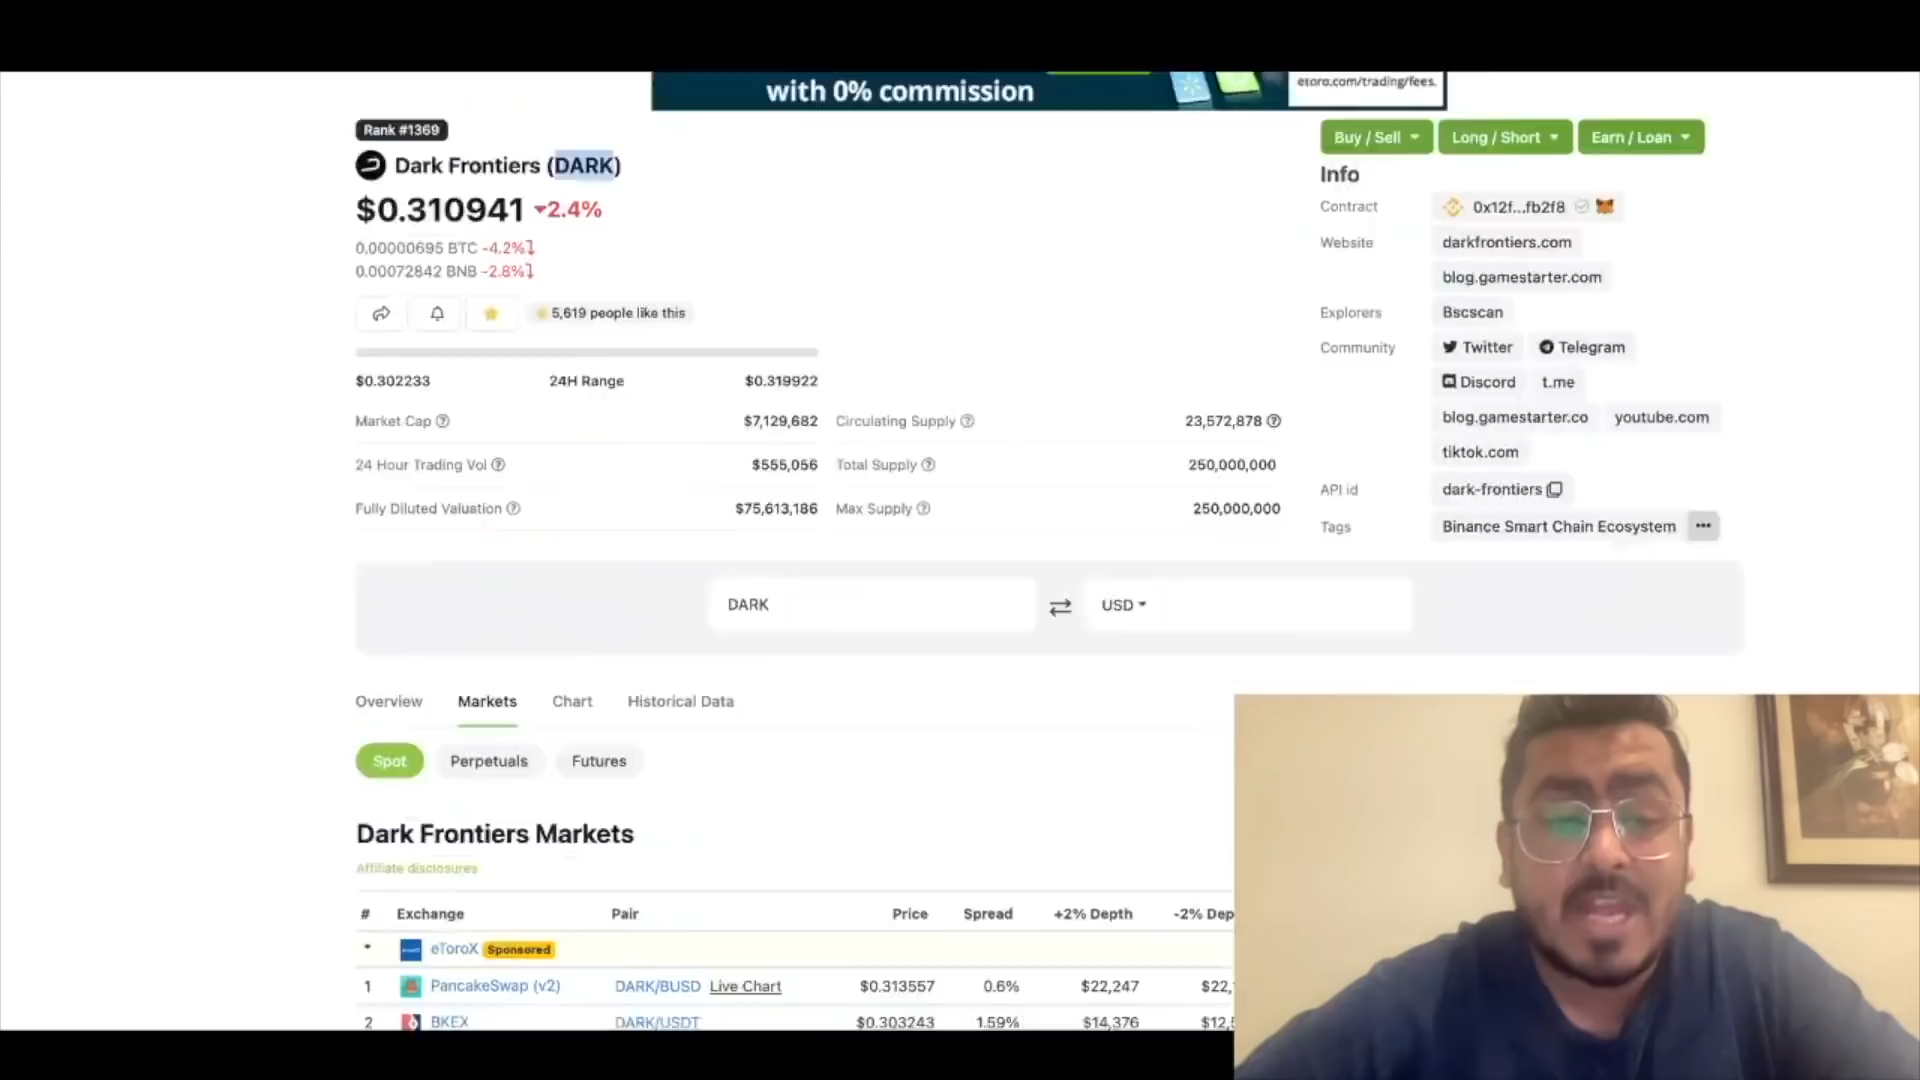 with 0% commission
etoro.com/trading/fees.
Rank #1369
Dark Frontiers (DARK)
$0.310941 2.4%
0.00000695 BTC -4.2%
0.00072842 BNB -2.8%
5,619 people like this
$0.302233 24H Range $0.319922
Market Cap $7,129,682
24 Hour Trading Vol $555,056
Fully Diluted Valuation $75,613,186
Circulating Supply 23,572,878
Total Supply 250,000,000
Max Supply 250,000,000
Buy / Sell Long / Short Earn / Loan
Info
Contract 0x12f...fb2f8
Website darkfrontiers.com
blog.gamestarter.com
Explorers Bscscan
Community Twitter Telegram
Discord t.me
blog.gamestarter.co youtube.com
tiktok.com
API id dark-frontiers
Tags Binance Smart Chain Ecosystem ...
DARK USD
Overview Markets Chart Historical Data
Spot Perpetuals Futures
Dark Frontiers Markets
Affiliate disclosures
# Exchange Pair Price Spread +2% Depth -2% Dep
* eToroX Sponsored
1 PancakeSwap (v2) DARK/BUSD Live Chart $0.313557 0.6% $22,247 $22,
2 BKEX DARK/USDT $0.303243 1.59% $14,376 $12,